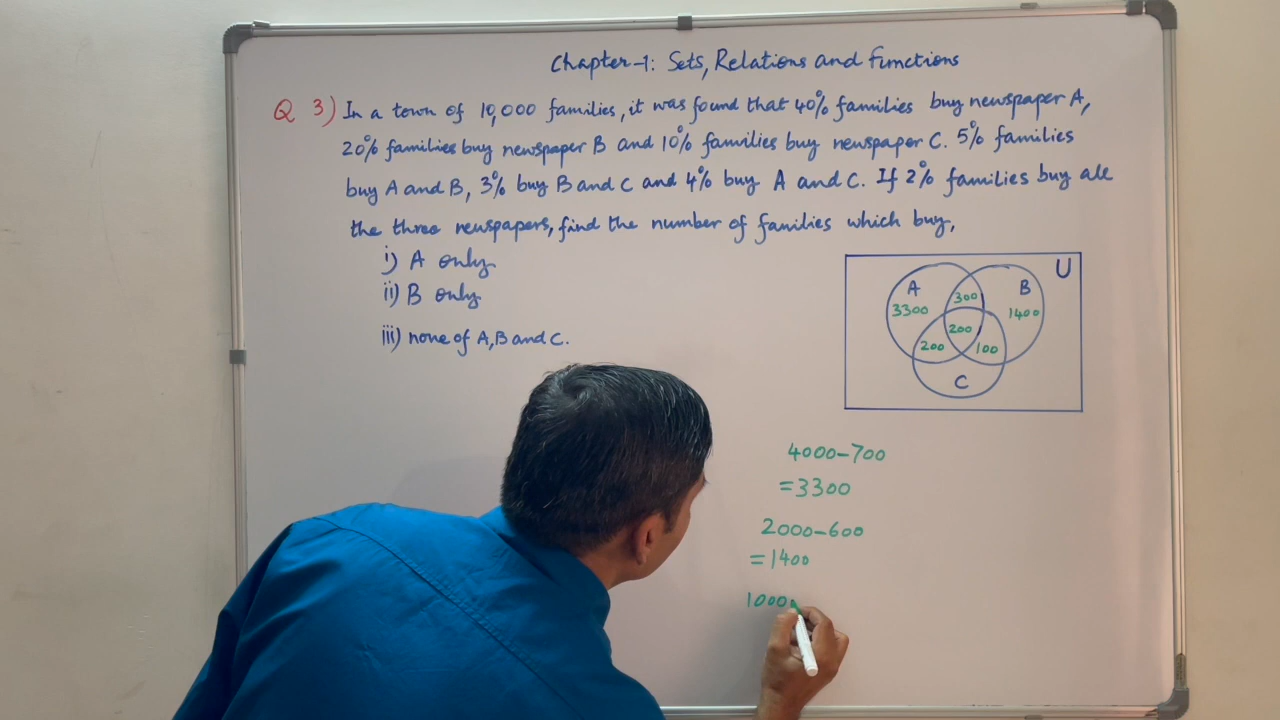 Chapter-1: Sets, Relations and Functions
Q 3) In a town of 10,000 families, it was found that 40% families buy newspaper A,
20% families buy newspaper B and 10% families buy newspaper C. 5% families
buy A and B, 3% buy B and C and 4% buy A and C. If 2% families buy all
the three newspapers, find the number of families which buy,
i) A only
ii) B only
iii) none of A, B and C.
U
A
B
300
3300
1400
200
200
100
C
4000-700
=3300
2000-600
=1400
1000